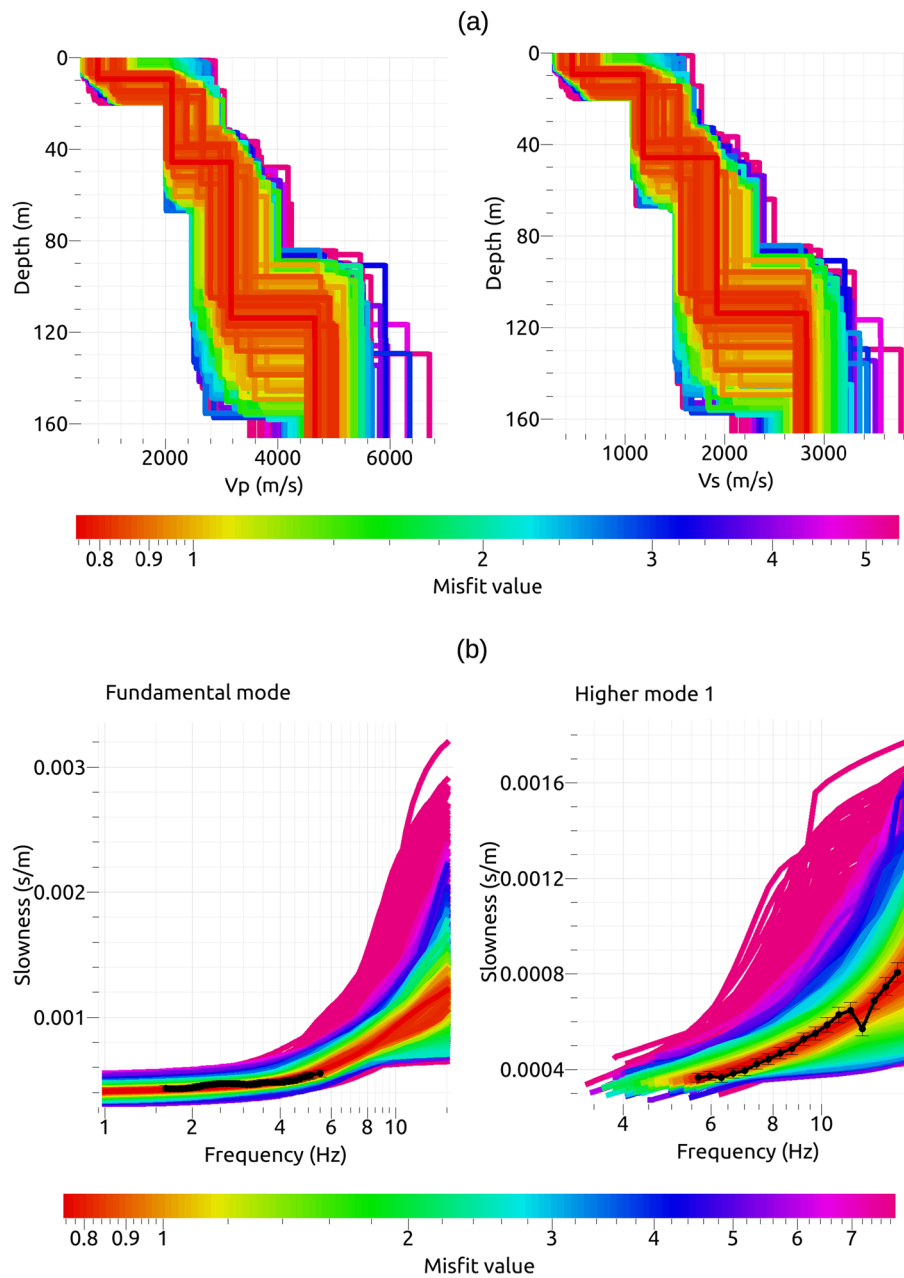 (a)
0
40
80
120
160
Depth (m)
2000 4000 6000
Vp (m/s)
0
40
80
120
160
Depth (m)
1000 2000 3000
Vs (m/s)
0.8 0.9 1 2 3 4 5
Misfit value
(b)
Fundamental mode
0.003
0.002
0.001
Slowness (s/m)
1 2 4 6 8 10
Frequency (Hz)
Higher mode 1
0.0016
0.0012
0.0008
0.0004
Slowness (s/m)
4 6 8 10
Frequency (Hz)
0.8 0.9 1 2 3 4 5 6 7
Misfit value